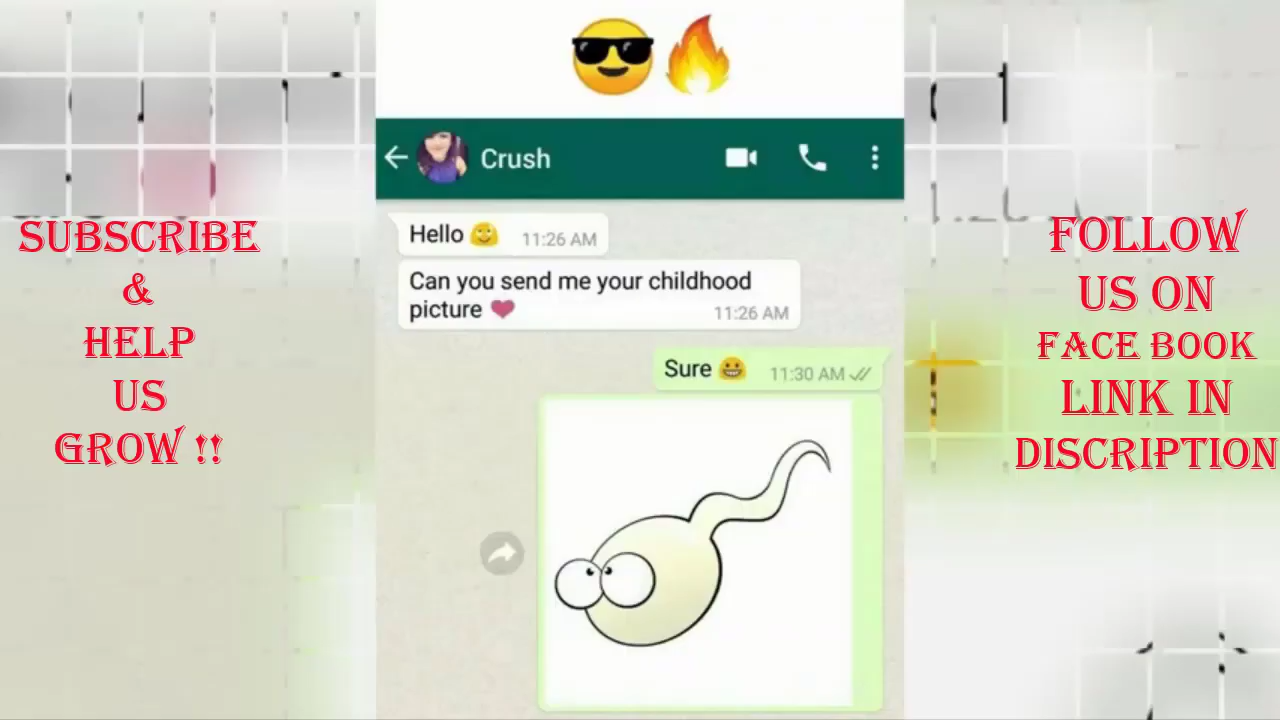 SUBSCRIBE
&
HELP
US
GROW !!
Crush
Hello 🙂 11:26 AM
Can you send me your childhood
picture ❤ 11:26 AM
Sure 😀 11:30 AM
FOLLOW
US ON
FACE BOOK
LINK IN
DISCRIPTION